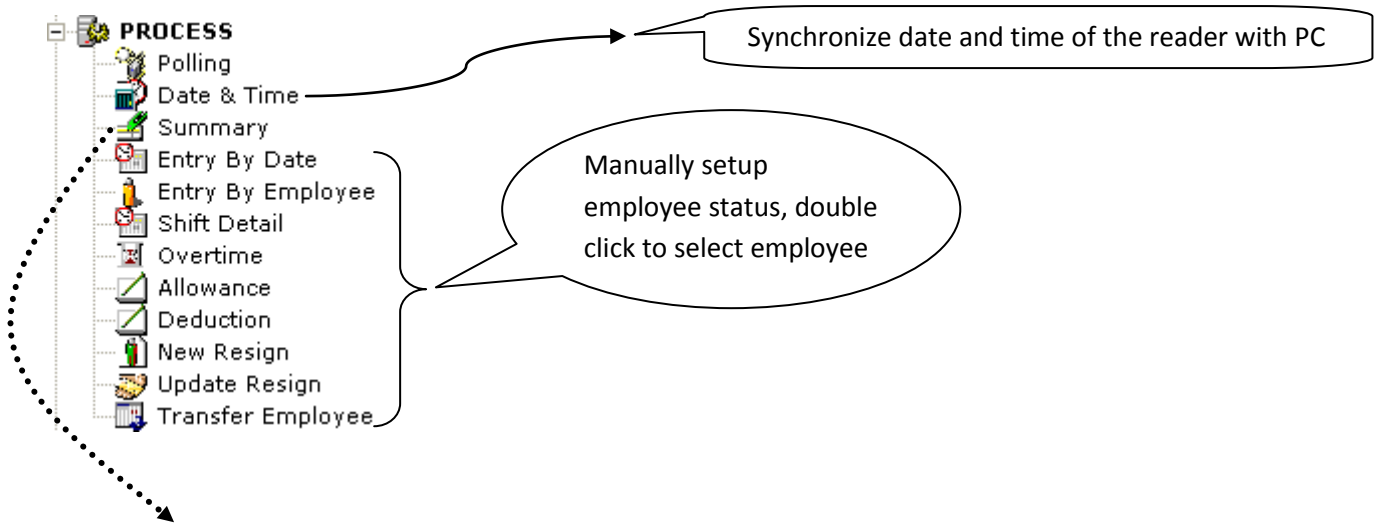 PROCESS
Polling
Date & Time
Summary
Entry By Date
Entry By Employee
Shift Detail
Overtime
Allowance
Deduction
New Resign
Update Resign
Transfer Employee
Synchronize date and time of the reader with PC
Manually setup
employee status, double
click to select employee